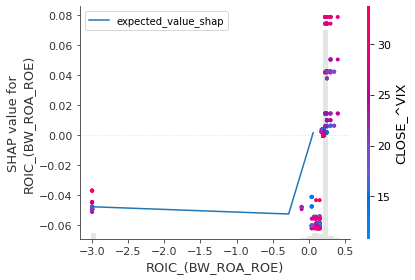 expected_value_shap
0.08
0.06
0.04
0.02
0.00
−0.02
−0.04
−0.06
SHAP value for
ROIC_(BW_ROA_ROE)
−3.0 −2.5 −2.0 −1.5 −1.0 −0.5 0.0 0.5
ROIC_(BW_ROA_ROE)
30
25
20
15
CLOSE_^VIX